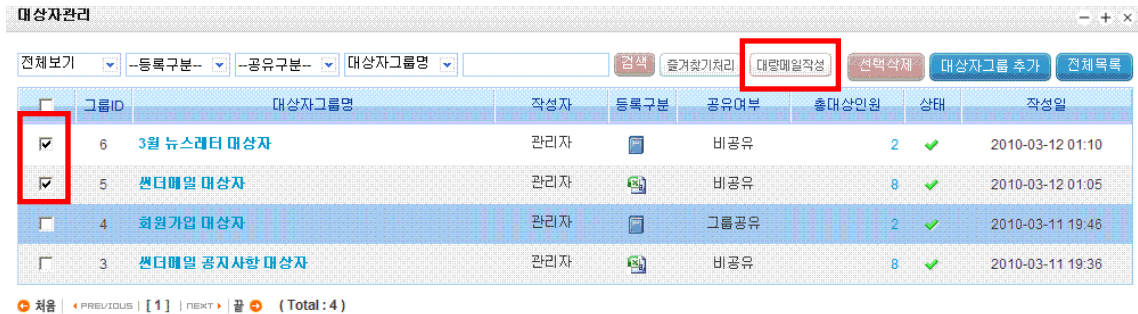 대상자관리
전체보기 --등록구분-- --공유구분-- 대상자그룹명 검색 즐겨찾기처리 대량메일작성 선택삭제 대상자그룹 추가 전체목록
그룹ID 대상자그룹명 작성자 등록구분 공유여부 총대상인원 상태 작성일
6 3월 뉴스레터 대상자 관리자 비공유 2 2010-03-12 01:10
5 썬더메일 대상자 관리자 비공유 8 2010-03-12 01:05
4 회원가입 대상자 관리자 그룹공유 2 2010-03-11 19:46
3 썬더메일 공지사항 대상자 관리자 비공유 8 2010-03-11 19:36
처음 | PREVIOUS | [ 1 ] | NEXT | 끝 ( Total : 4 )